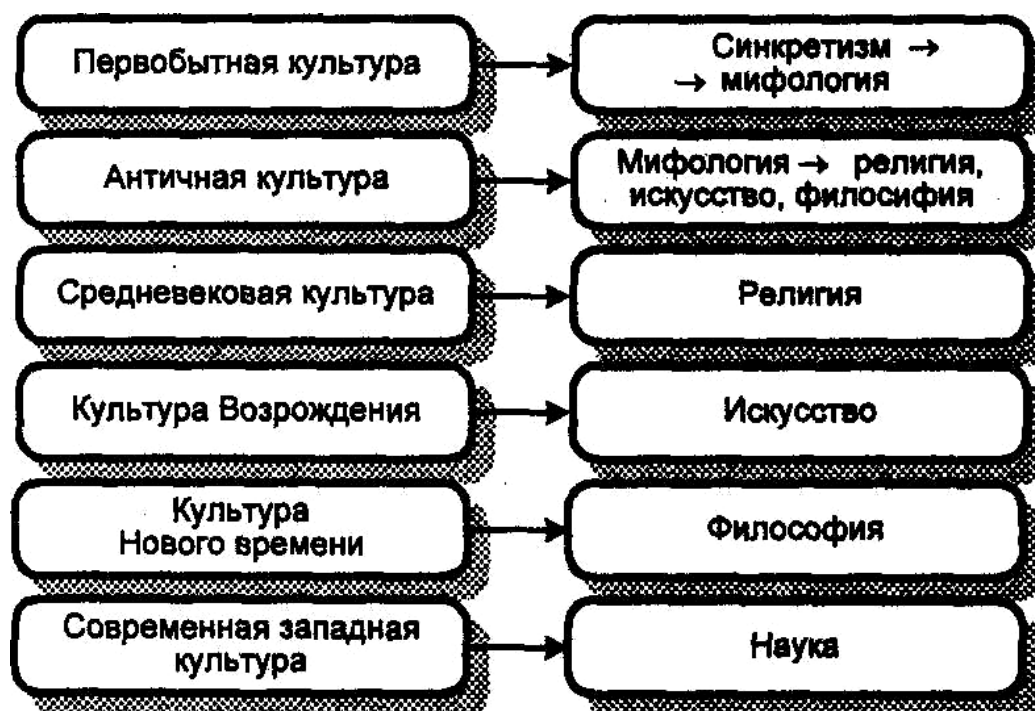 Первобытная культура
Синкретизм →
→ мифология
Античная культура
Мифология → религия,
искусство, филосифия
Средневековая культура
Религия
Культура Возрождения
Искусство
Культура
Нового времени
Философия
Современная западная
культура
Наука